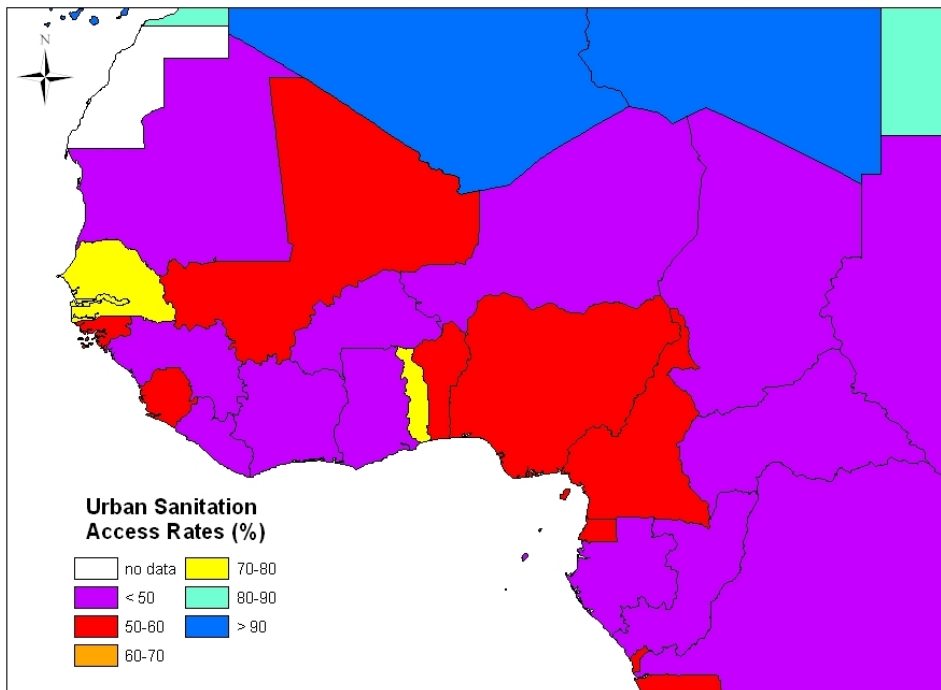 N
Urban Sanitation
Access Rates (%)
no data
70-80
< 50
80-90
50-60
> 90
60-70